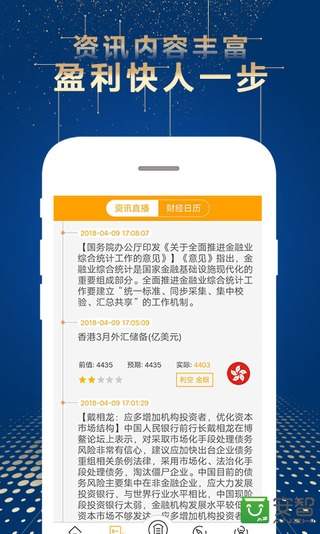 资讯内容丰富
盈利快人一步
资讯直播
财经日历
2018-04-09 17:08:07
【国务院办公厅印发《关于全面推进金融业
综合统计工作的意见》】《意见》指出，金
融业综合统计是国家金融基础设施现代化的
重要组成部分。全面推进金融业综合统计工
作要建立“统一标准、同步采集、集中校
验、汇总共享”的工作机制。
2018-04-09 17:05:09
香港3月外汇储备(亿美元)
前值: 4435 预期: 4435 实际: 4403
利空 金银
2018-04-09 17:01:29
【戴相龙：应多增加机构投资者，优化资本
市场结构】中国人民银行前行长戴相龙在博
鳌论坛上表示，对采取市场化手段处理债务
风险非常有信心，建议应加快出台企业债务
重组相关条例法律，采用市场化、法治化手
段处理债务、淘汰僵尸企业。目前中国债务
风险主要集中在非金融企业，应大力发展
投资银行，与世界行业水平相比，中国现阶
段投资银行水平较低。高水平金融开放环
资本市场不够发达，应多增加机构投资者
安智